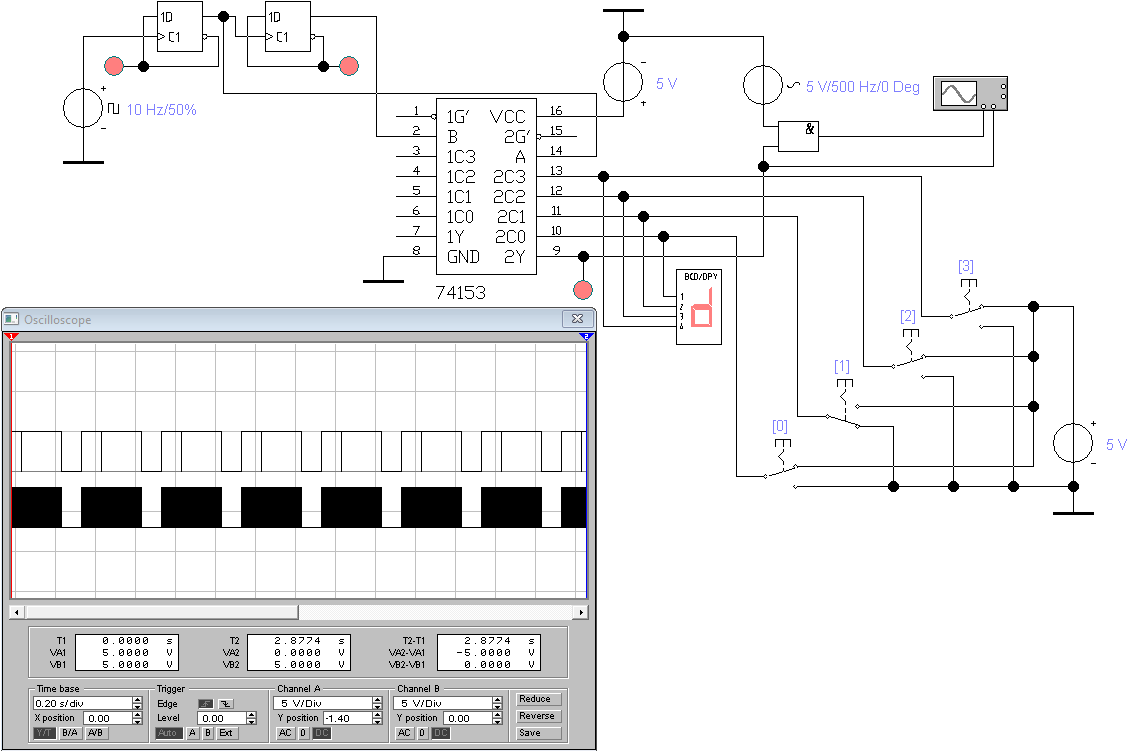 1D
C1
1D
C1
+
-
10 Hz/50%
-
+
5 V
5 V/500 Hz/0 Deg
&
1 1G' VCC 16
2 B 2G' 15
3 1C3 A 14
4 1C2 2C3 13
5 1C1 2C2 12
6 1C0 2C1 11
7 1Y 2C0 10
8 GND 2Y 9
74153
BCD/DPY
1
2
3
4
d
[3]
[2]
[1]
[0]
+
-
5 V
Oscilloscope
1 2
T1 0.0000 s T2 2.8774 s T2-T1 2.8774 s
VA1 5.0000 V VA2 0.0000 V VA2-VA1 -5.0000 V
VB1 5.0000 V VB2 5.0000 V VB2-VB1 0.0000 V
Time base Trigger Channel A Channel B Reduce
0.20 s/div Edge 5 V/Div 5 V/Div
X position 0.00 Level 0.00 Y position -1.40 Y position 0.00 Reverse
Y/T B/A A/B Auto A B Ext AC 0 DC AC 0 DC Save